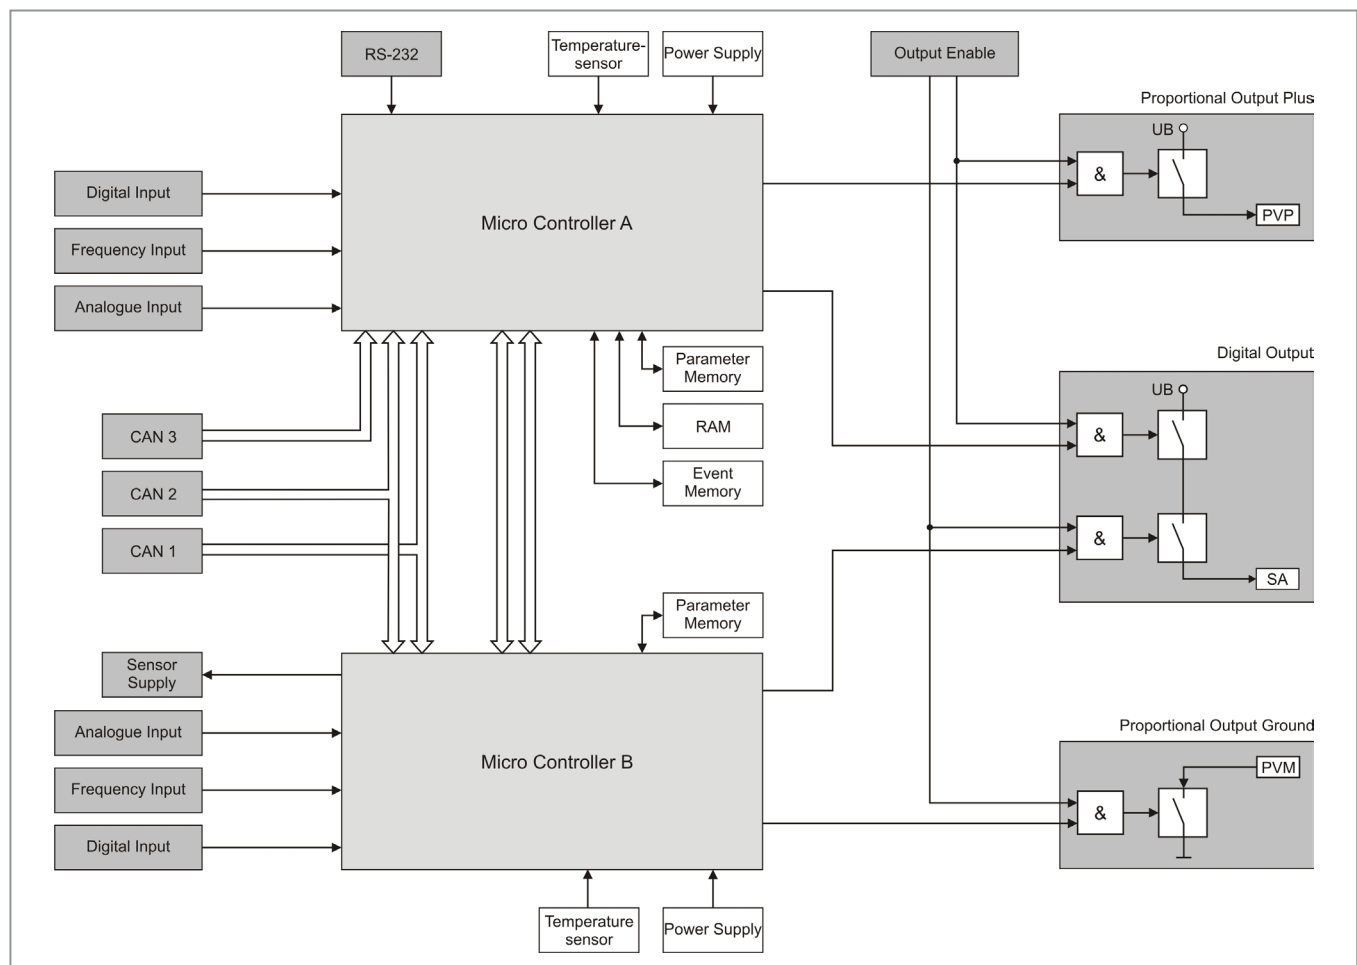 RS-232
Temperature-
sensor
Power Supply
Output Enable
Proportional Output Plus
UB
&
PVP
Digital Input
Frequency Input
Analogue Input
Micro Controller A
Parameter
Memory
RAM
Event
Memory
CAN 3
CAN 2
CAN 1
Digital Output
UB
&
&
SA
Parameter
Memory
Sensor
Supply
Analogue Input
Frequency Input
Digital Input
Micro Controller B
Proportional Output Ground
PVM
&
Temperature
sensor
Power Supply